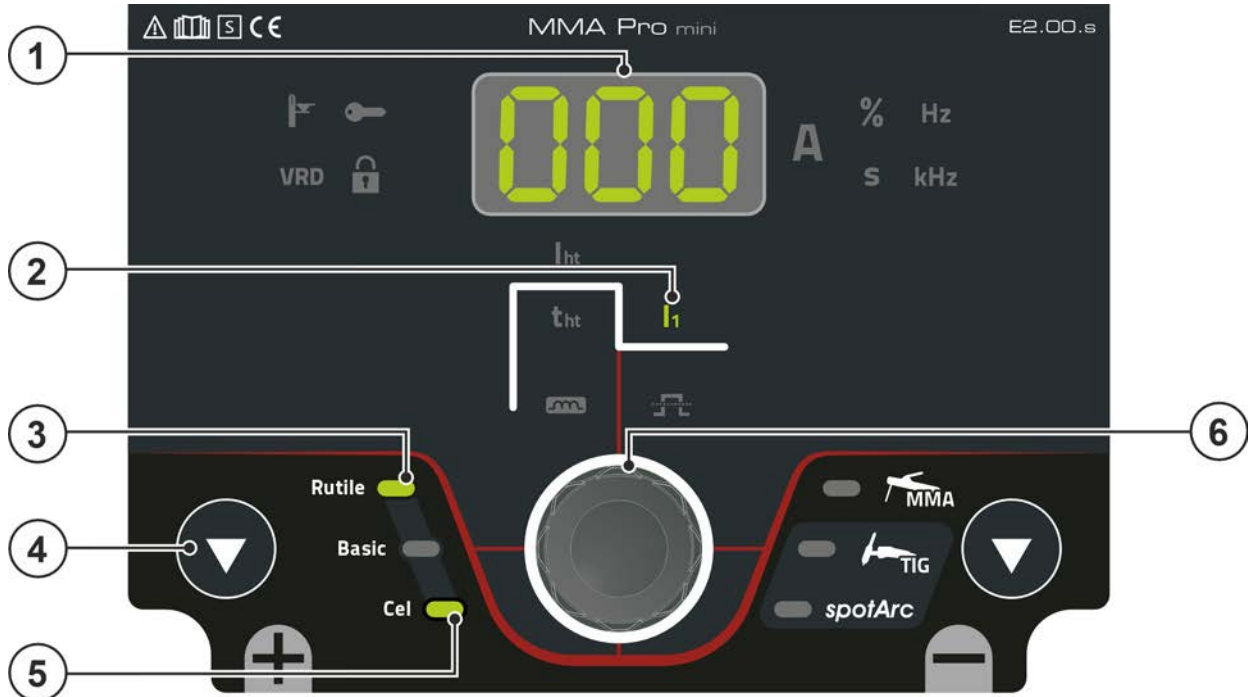 S CE MMA Pro mini E2.00.s
1
000
A % Hz
VRD s kHz
Iht
2
tht I1
3
6
Rutile
MMA
4
Basic
TIG
Cel
spotArc
5
+ −